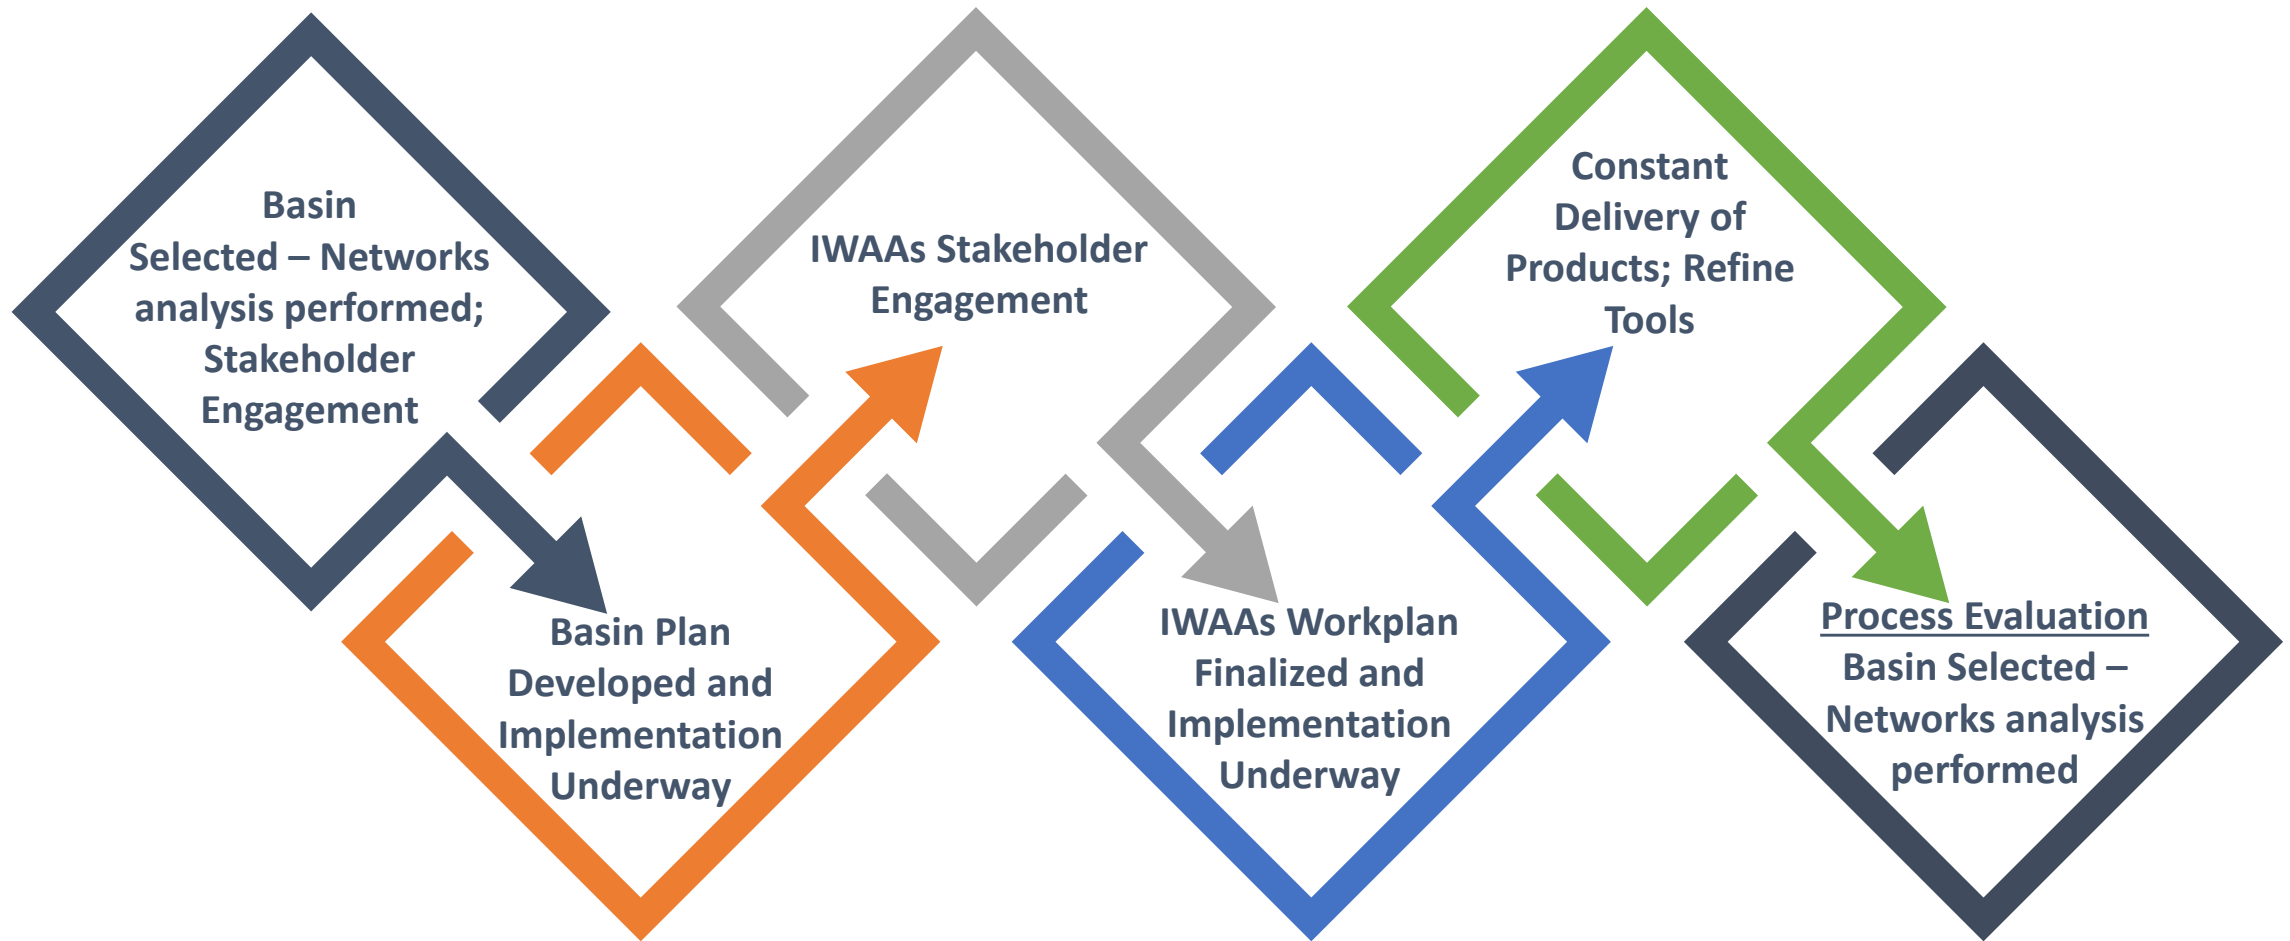 Basin
Selected – Networks
analysis performed;
Stakeholder
Engagement
Basin Plan
Developed and
Implementation
Underway
IWAAs Stakeholder
Engagement
IWAAs Workplan
Finalized and
Implementation
Underway
Constant
Delivery of
Products; Refine
Tools
Process Evaluation
Basin Selected –
Networks analysis
performed